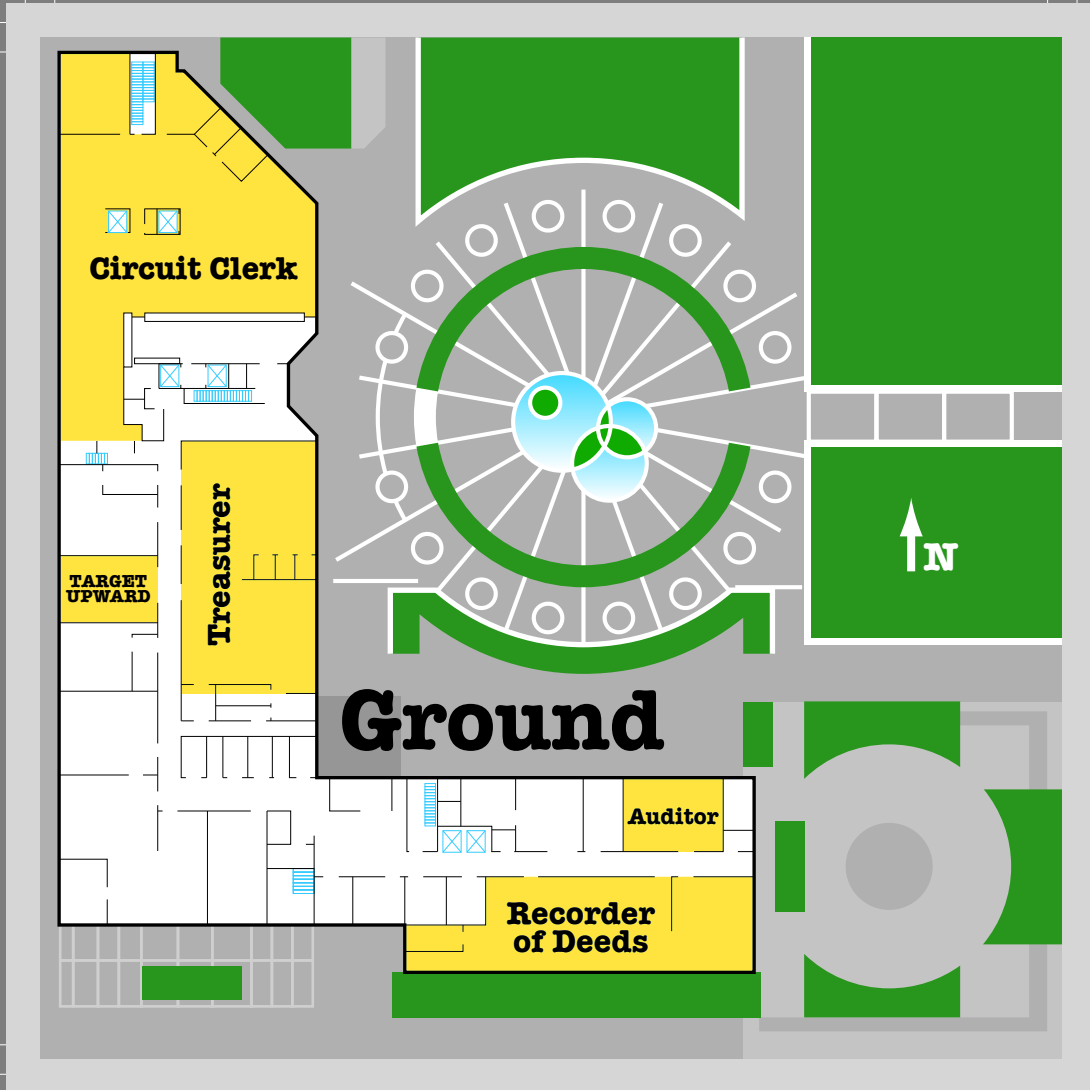 Circuit Clerk
Treasurer
TARGET
UPWARD
N
Ground
Auditor
Recorder
of Deeds